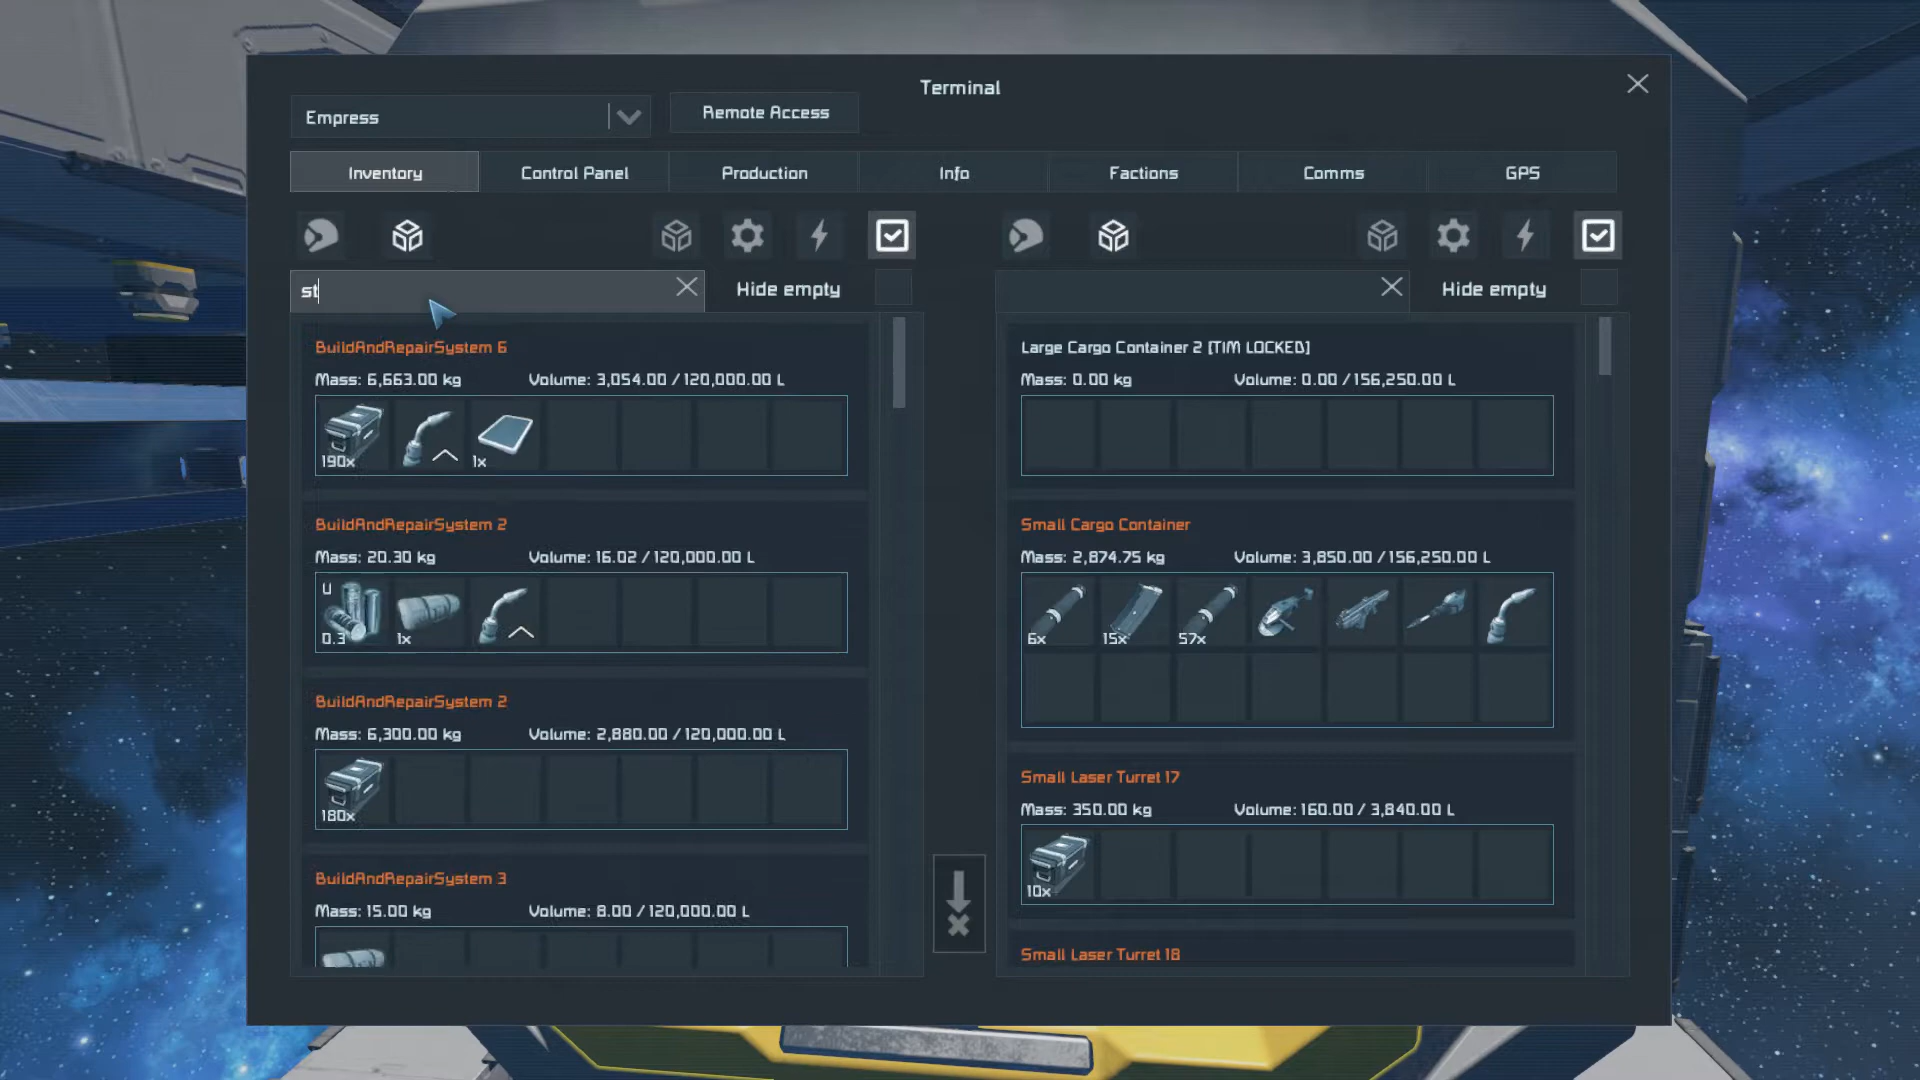 Terminal
Empress
Remote Access
Inventory
Control Panel
Production
Info
Factions
Comms
GPS
st
Hide empty
BuildAndRepairSystem 6
Mass: 6,663.00 kg
Volume: 3,054.00 / 120,000.00 L
190x
1x
BuildAndRepairSystem 2
Mass: 20.30 kg
Volume: 16.02 / 120,000.00 L
U
0.3
1x
BuildAndRepairSystem 2
Mass: 6,300.00 kg
Volume: 2,880.00 / 120,000.00 L
180x
BuildAndRepairSystem 3
Mass: 15.00 kg
Volume: 8.00 / 120,000.00 L
Hide empty
Large Cargo Container 2 [TIM LOCKED]
Mass: 0.00 kg
Volume: 0.00 / 156,250.00 L
Small Cargo Container
Mass: 2,874.75 kg
Volume: 3,850.00 / 156,250.00 L
6x
15x
57x
Small Laser Turret 17
Mass: 350.00 kg
Volume: 160.00 / 3,840.00 L
10x
Small Laser Turret 18